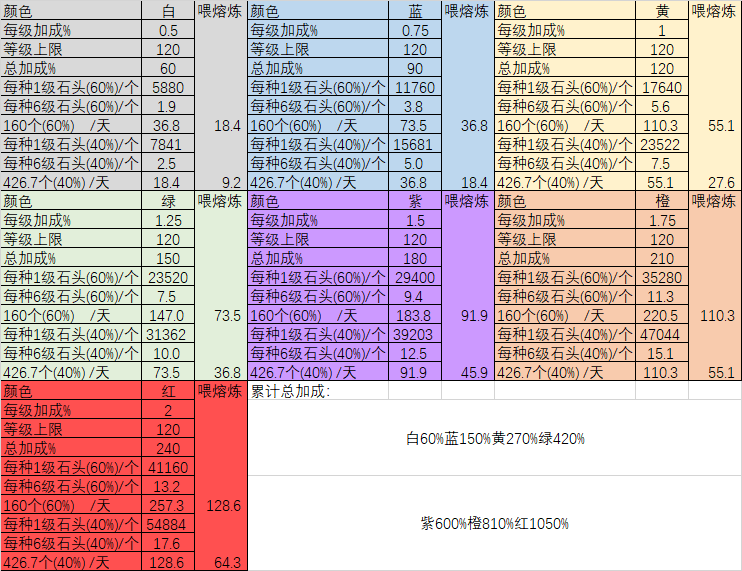 颜色 白 喂熔炼 颜色 蓝 喂熔炼 颜色 黄 喂熔炼
每级加成% 0.5 每级加成% 0.75 每级加成% 1
等级上限 120 等级上限 120 等级上限 120
总加成% 60 总加成% 90 总加成% 120
每种1级石头(60%)/个 5880 每种1级石头(60%)/个 11760 每种1级石头(60%)/个 17640
每种6级石头(60%)/个 1.9 每种6级石头(60%)/个 3.8 每种6级石头(60%)/个 5.6
160个(60%) /天 36.8 18.4 160个(60%) /天 73.5 36.8 160个(60%) /天 110.3 55.1
每种1级石头(40%)/个 7841 每种1级石头(40%)/个 15681 每种1级石头(40%)/个 23522
每种6级石头(40%)/个 2.5 每种6级石头(40%)/个 5.0 每种6级石头(40%)/个 7.5
426.7个(40%) /天 18.4 9.2 426.7个(40%) /天 36.8 18.4 426.7个(40%) /天 55.1 27.6
颜色 绿 喂熔炼 颜色 紫 喂熔炼 颜色 橙 喂熔炼
每级加成% 1.25 每级加成% 1.5 每级加成% 1.75
等级上限 120 等级上限 120 等级上限 120
总加成% 150 总加成% 180 总加成% 210
每种1级石头(60%)/个 23520 每种1级石头(60%)/个 29400 每种1级石头(60%)/个 35280
每种6级石头(60%)/个 7.5 每种6级石头(60%)/个 9.4 每种6级石头(60%)/个 11.3
160个(60%) /天 147.0 73.5 160个(60%) /天 183.8 91.9 160个(60%) /天 220.5 110.3
每种1级石头(40%)/个 31362 每种1级石头(40%)/个 39203 每种1级石头(40%)/个 47044
每种6级石头(40%)/个 10.0 每种6级石头(40%)/个 12.5 每种6级石头(40%)/个 15.1
426.7个(40%) /天 73.5 36.8 426.7个(40%) /天 91.9 45.9 426.7个(40%) /天 110.3 55.1
颜色 红 喂熔炼 累计总加成:
每级加成% 2
等级上限 120 白60%蓝150%黄270%绿420%
总加成% 240
每种1级石头(60%)/个 41160
每种6级石头(60%)/个 13.2
160个(60%) /天 257.3 128.6
每种1级石头(40%)/个 54884 紫600%橙810%红1050%
每种6级石头(40%)/个 17.6
426.7个(40%) /天 128.6 64.3